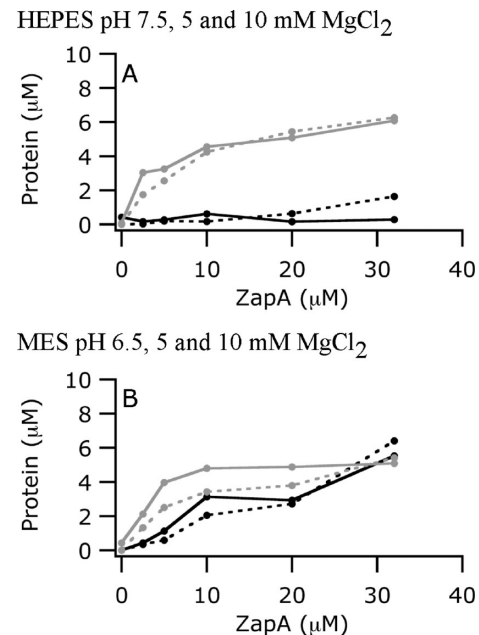 HEPES pH 7.5, 5 and 10 mM MgCl2
A
Protein (μM)
10
8
6
4
2
0
0 10 20 30 40
ZapA (μM)
MES pH 6.5, 5 and 10 mM MgCl2
B
Protein (μM)
10
8
6
4
2
0
0 10 20 30 40
ZapA (μM)